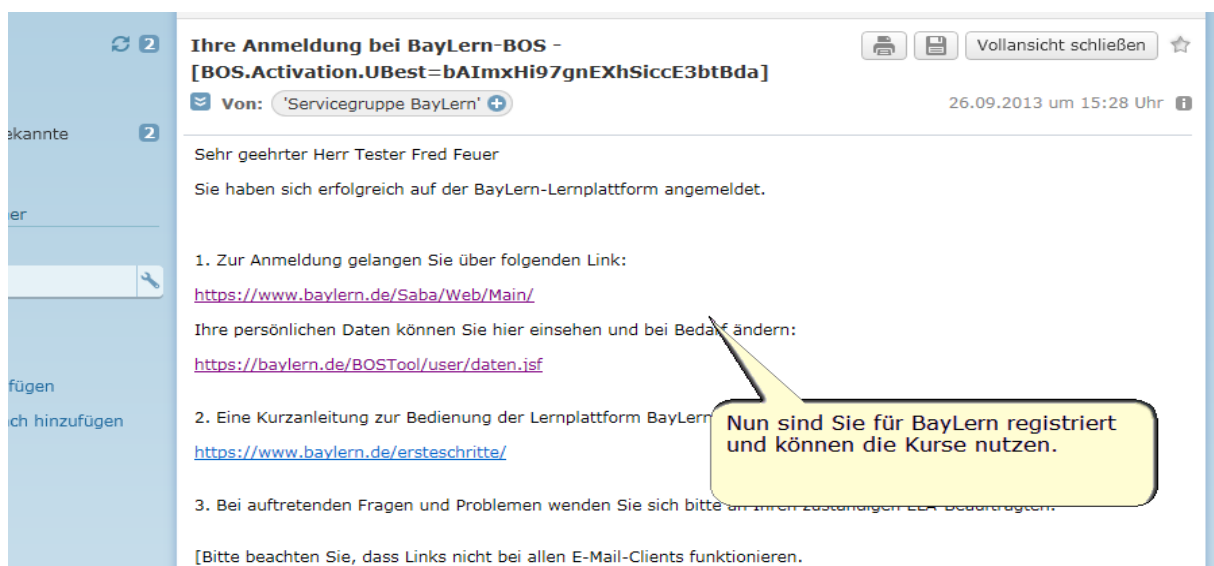 2
Ihre Anmeldung bei BayLern-BOS -
[BOS.Activation.UBest=bAImxHi97gnEXhSiccE3btBda]
Vollansicht schließen
Von: 'Servicegruppe BayLern'
26.09.2013 um 15:28 Uhr
ekannte 2
Sehr geehrter Herr Tester Fred Feuer
Sie haben sich erfolgreich auf der BayLern-Lernplattform angemeldet.
er
1. Zur Anmeldung gelangen Sie über folgenden Link:
https://www.baylern.de/Saba/Web/Main/
Ihre persönlichen Daten können Sie hier einsehen und bei Bedarf ändern:
https://baylern.de/BOSTool/user/daten.jsf
fügen
ch hinzufügen
2. Eine Kurzanleitung zur Bedienung der Lernplattform BayLern
https://www.baylern.de/ersteschritte/
Nun sind Sie für BayLern registriert
und können die Kurse nutzen.
3. Bei auftretenden Fragen und Problemen wenden Sie sich bitte
[Bitte beachten Sie, dass Links nicht bei allen E-Mail-Clients funktionieren.